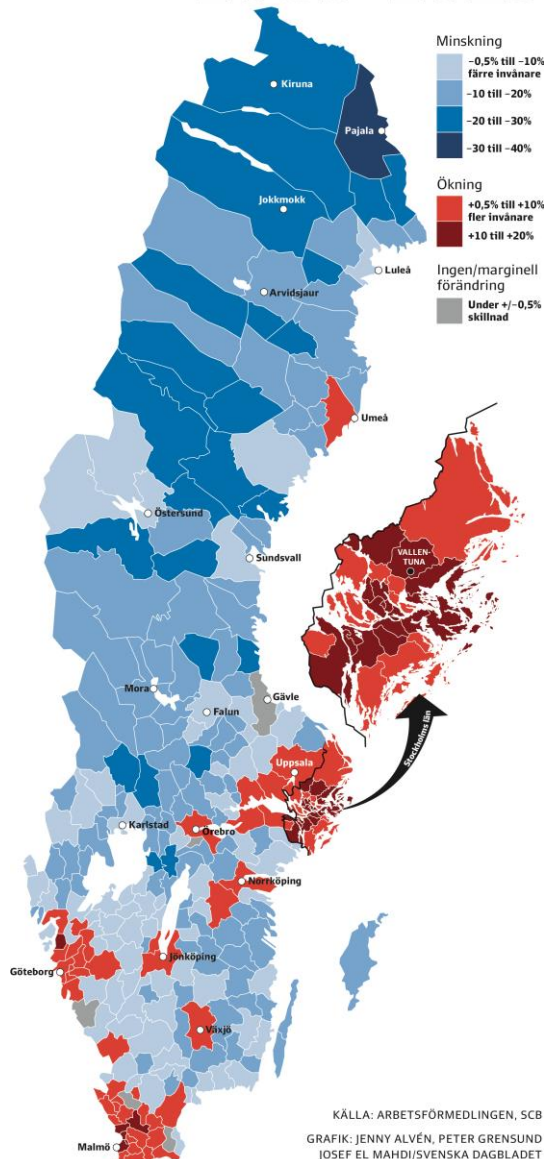 Minskning
−0,5% till −10%
färre invånare
−10 till −20%
−20 till −30%
−30 till −40%
Ökning
+0,5% till +10%
fler invånare
+10 till +20%
Ingen/marginell
förändring
Under +/−0,5%
skillnad
Kiruna
Pajala
Jokkmokk
Luleå
Arvidsjaur
Umeå
Östersund
Sundsvall
VALLEN-
TUNA
Mora
Gävle
Falun
Stockholms län
Uppsala
Karlstad
Örebro
Norrköping
Jönköping
Göteborg
Växjö
Malmö
KÄLLA: ARBETSFÖRMEDLINGEN, SCB
GRAFIK: JENNY ALVÉN, PETER GRENSUND
JOSEF EL MAHDI/SVENSKA DAGBLADET